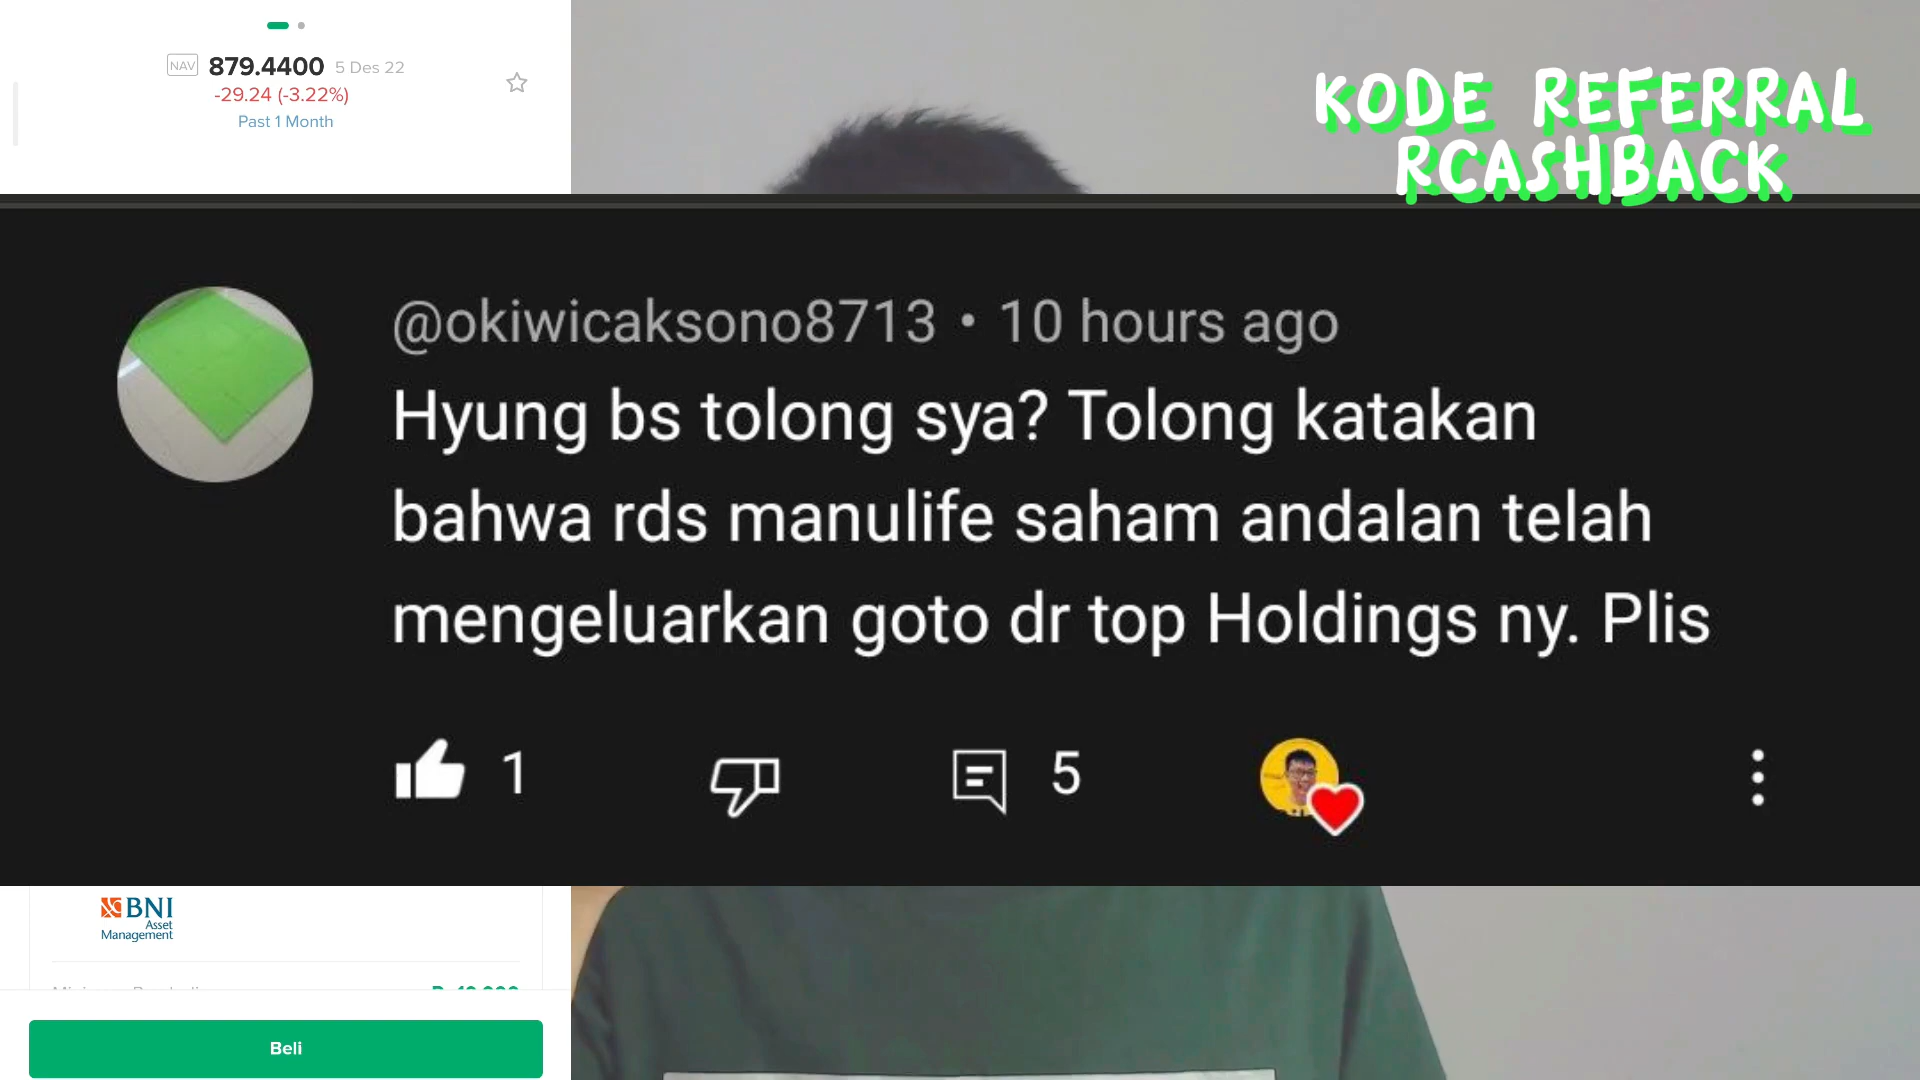 NAV 879.4400 5 Des 22
-29.24 (-3.22%)
Past 1 Month
KODE REFERRAL
RCASHBACK
@okiwicaksono8713 • 10 hours ago
Hyung bs tolong sya? Tolong katakan
bahwa rds manulife saham andalan telah
mengeluarkan goto dr top Holdings ny. Plis
1
5
BNI
Asset
Management
Beli